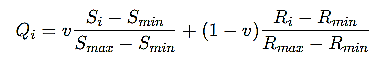 Q_i = v \frac{S_i - S_{min}}{S_{max} - S_{min}} + (1 - v) \frac{R_i - R_{min}}{R_{max} - R_{min}}